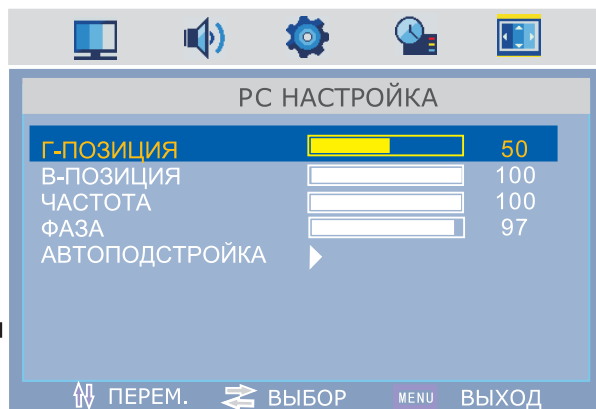 PC НАСТРОЙКА
Г-ПОЗИЦИЯ 50
В-ПОЗИЦИЯ 100
ЧАСТОТА 100
ФАЗА 97
АВТОПОДСТРОЙКА
ПЕРЕМ. ВЫБОР MENU ВЫХОД